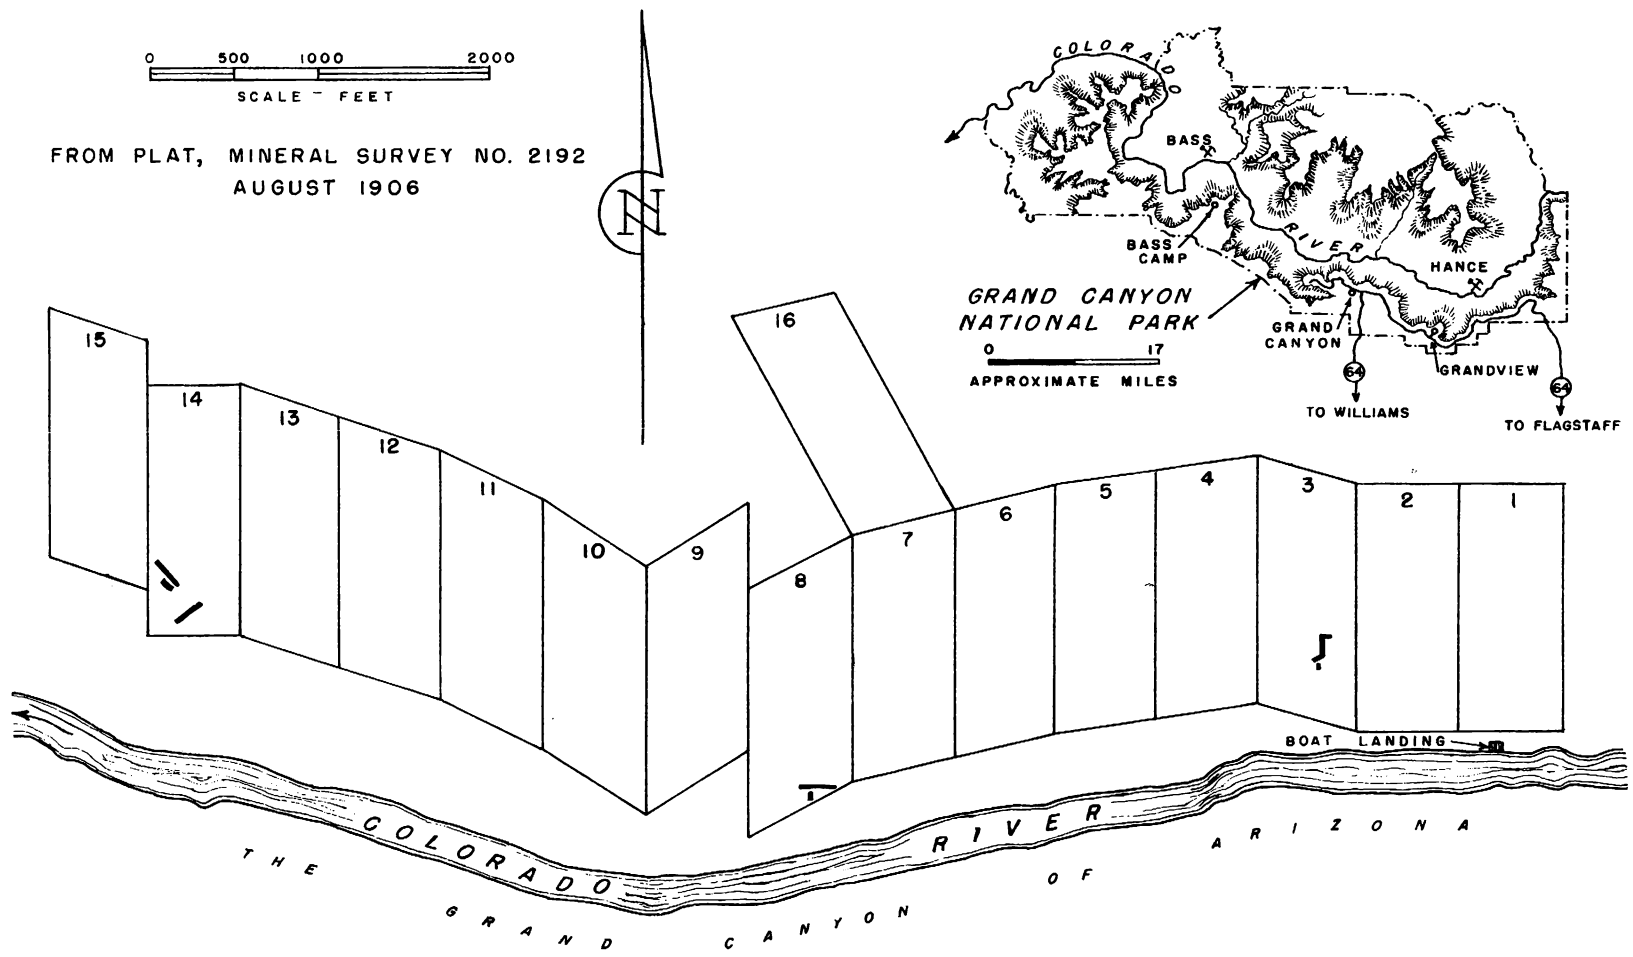 0 500 1000 2000
SCALE - FEET
FROM PLAT, MINERAL SURVEY NO. 2192
AUGUST 1906
N
COLORADO
BASS
BASS
CAMP
RIVER
HANCE
GRAND CANYON
NATIONAL PARK
0 17
APPROXIMATE MILES
GRAND
CANYON
GRANDVIEW
64
TO WILLIAMS
64
TO FLAGSTAFF
15
14
13
12
11
10
9
16
8
7
6
5
4
3
2
1
BOAT LANDING
COLORADO RIVER
THE GRAND CANYON OF ARIZONA